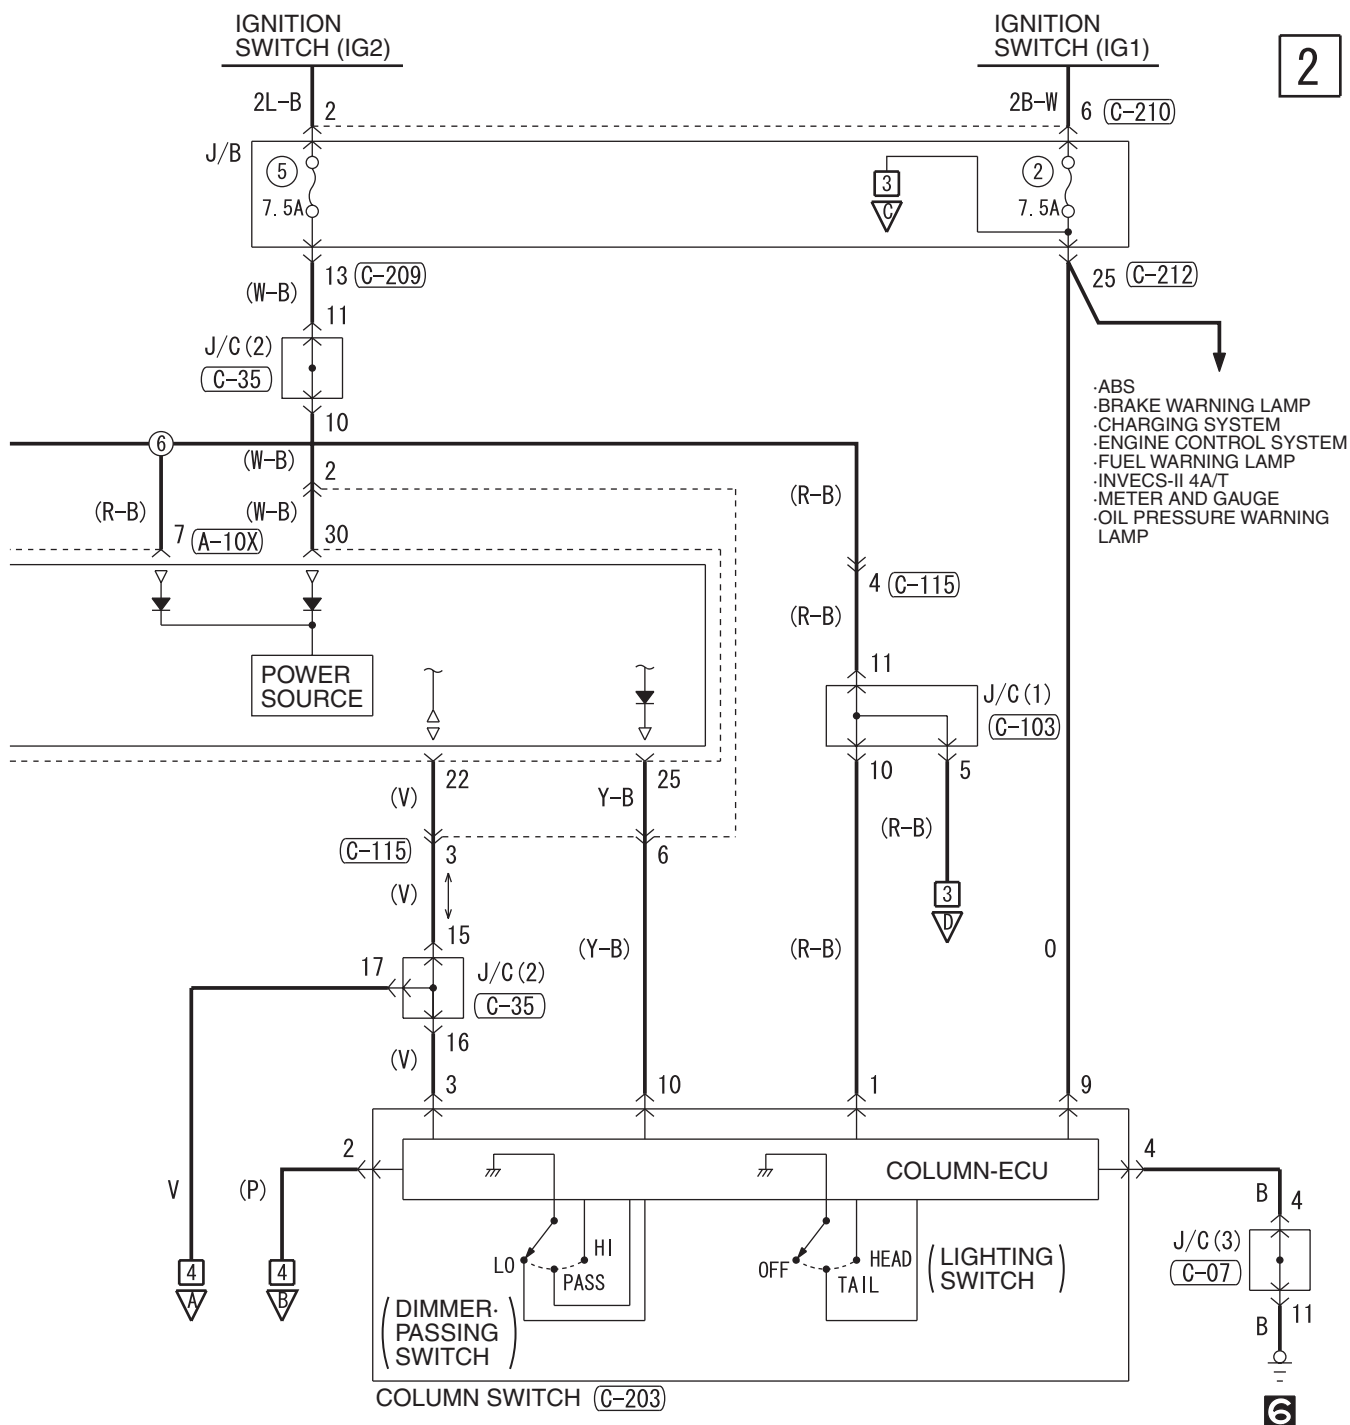 IGNITION
SWITCH (IG2)
IGNITION
SWITCH (IG1)
2
2L-B
2
2B-W
6
C-210
J/B
5
7.5A
3
C
2
7.5A
13
C-209
25
C-212
(W-B)
11
J/C(2)
C-35
10
·ABS
·BRAKE WARNING LAMP
·CHARGING SYSTEM
·ENGINE CONTROL SYSTEM
·FUEL WARNING LAMP
·INVECS-II 4A/T
·METER AND GAUGE
·OIL PRESSURE WARNING
LAMP
6
(W-B)
2
(R-B)
(R-B)
7
A-10X
(W-B)
30
4
C-115
(R-B)
POWER
SOURCE
11
J/C(1)
C-103
22
25
10
5
(V)
Y-B
(R-B)
C-115
3
6
(V)
3
D
15
(Y-B)
(R-B)
O
17
J/C(2)
C-35
16
(V)
3
10
1
9
2
COLUMN-ECU
4
V
(P)
B
4
LO
HI
PASS
OFF
HEAD
TAIL
(LIGHTING
SWITCH)
J/C(3)
C-07
4
A
4
B
(DIMMER·
PASSING
SWITCH)
11
B
COLUMN SWITCH
C-203
6